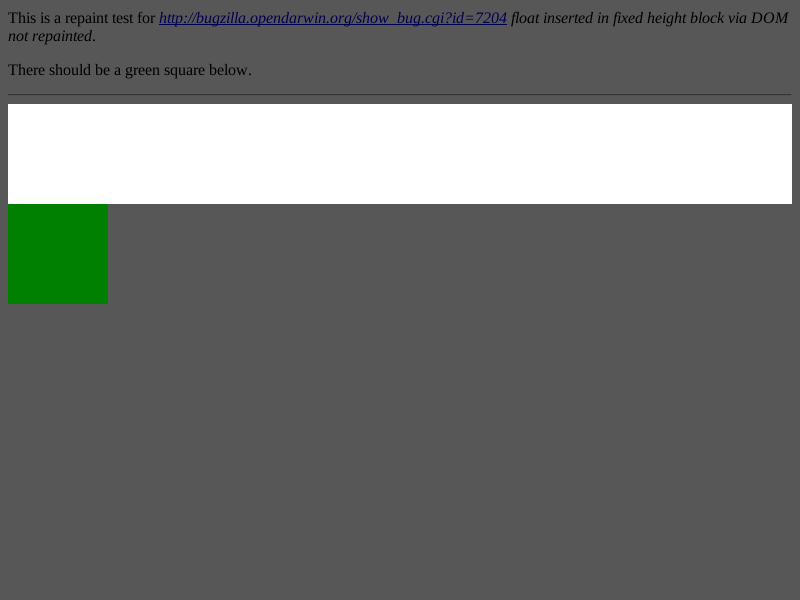 This is a repaint test for http://bugzilla.opendarwin.org/show_bug.cgi?id=7204 float inserted in fixed height block via DOM
not repainted.
There should be a green square below.